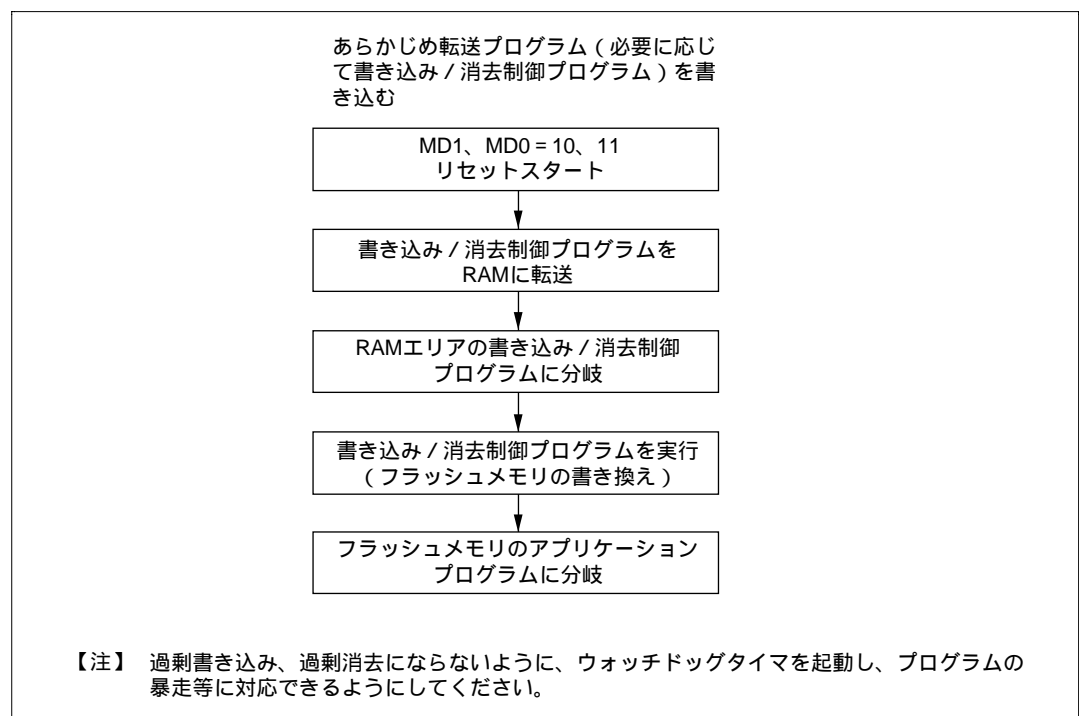 あらかじめ転送プログラム（必要に応じ
て書き込み／消去制御プログラム）を書
き込む
MD1、MD0 = 10、11
リセットスタート
書き込み／消去制御プログラムを
RAMに転送
RAMエリアの書き込み／消去制御
プログラムに分岐
書き込み／消去制御プログラムを実行
（フラッシュメモリの書き換え）
フラッシュメモリのアプリケーション
プログラムに分岐
【注】 過剰書き込み、過剰消去にならないように、ウォッチドッグタイマを起動し、プログラムの
暴走等に対応できるようにしてください。